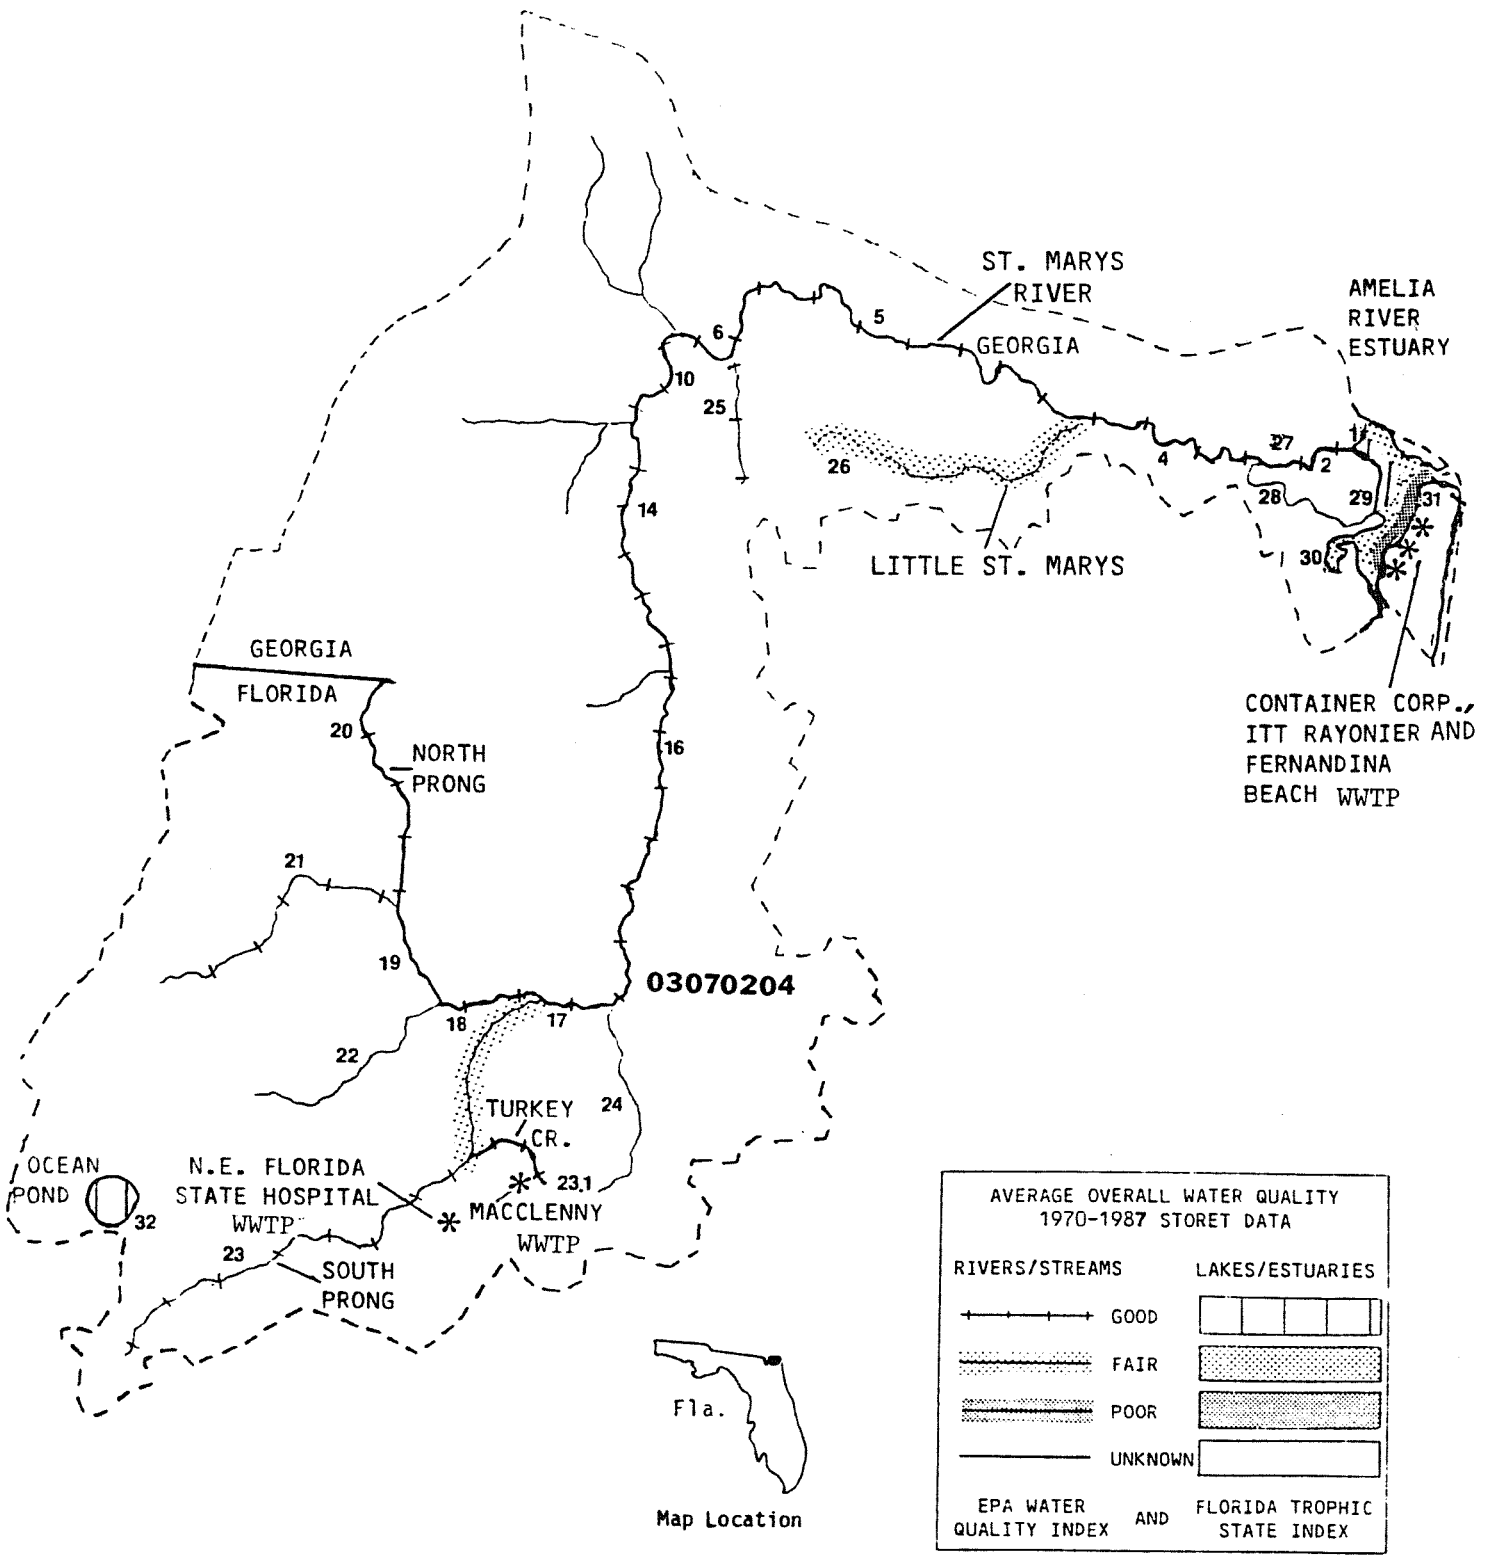 ST. MARYS
RIVER
GEORGIA
AMELIA
RIVER
ESTUARY
5
6
10
25
26
4
27
2
1
28
29
31
30
14
LITTLE ST. MARYS
GEORGIA
FLORIDA
20
NORTH
PRONG
16
CONTAINER CORP.,
ITT RAYONIER AND
FERNANDINA
BEACH WWTP
21
19
03070204
18
17
22
24
TURKEY
CR.
OCEAN
POND
32
N.E. FLORIDA
STATE HOSPITAL
WWTP
23.1
MACCLENNY
WWTP
23
SOUTH
PRONG
Fla.
Map Location
AVERAGE OVERALL WATER QUALITY
1970-1987 STORET DATA
RIVERS/STREAMS LAKES/ESTUARIES
GOOD
FAIR
POOR
UNKNOWN
EPA WATER
QUALITY INDEX
AND
FLORIDA TROPHIC
STATE INDEX